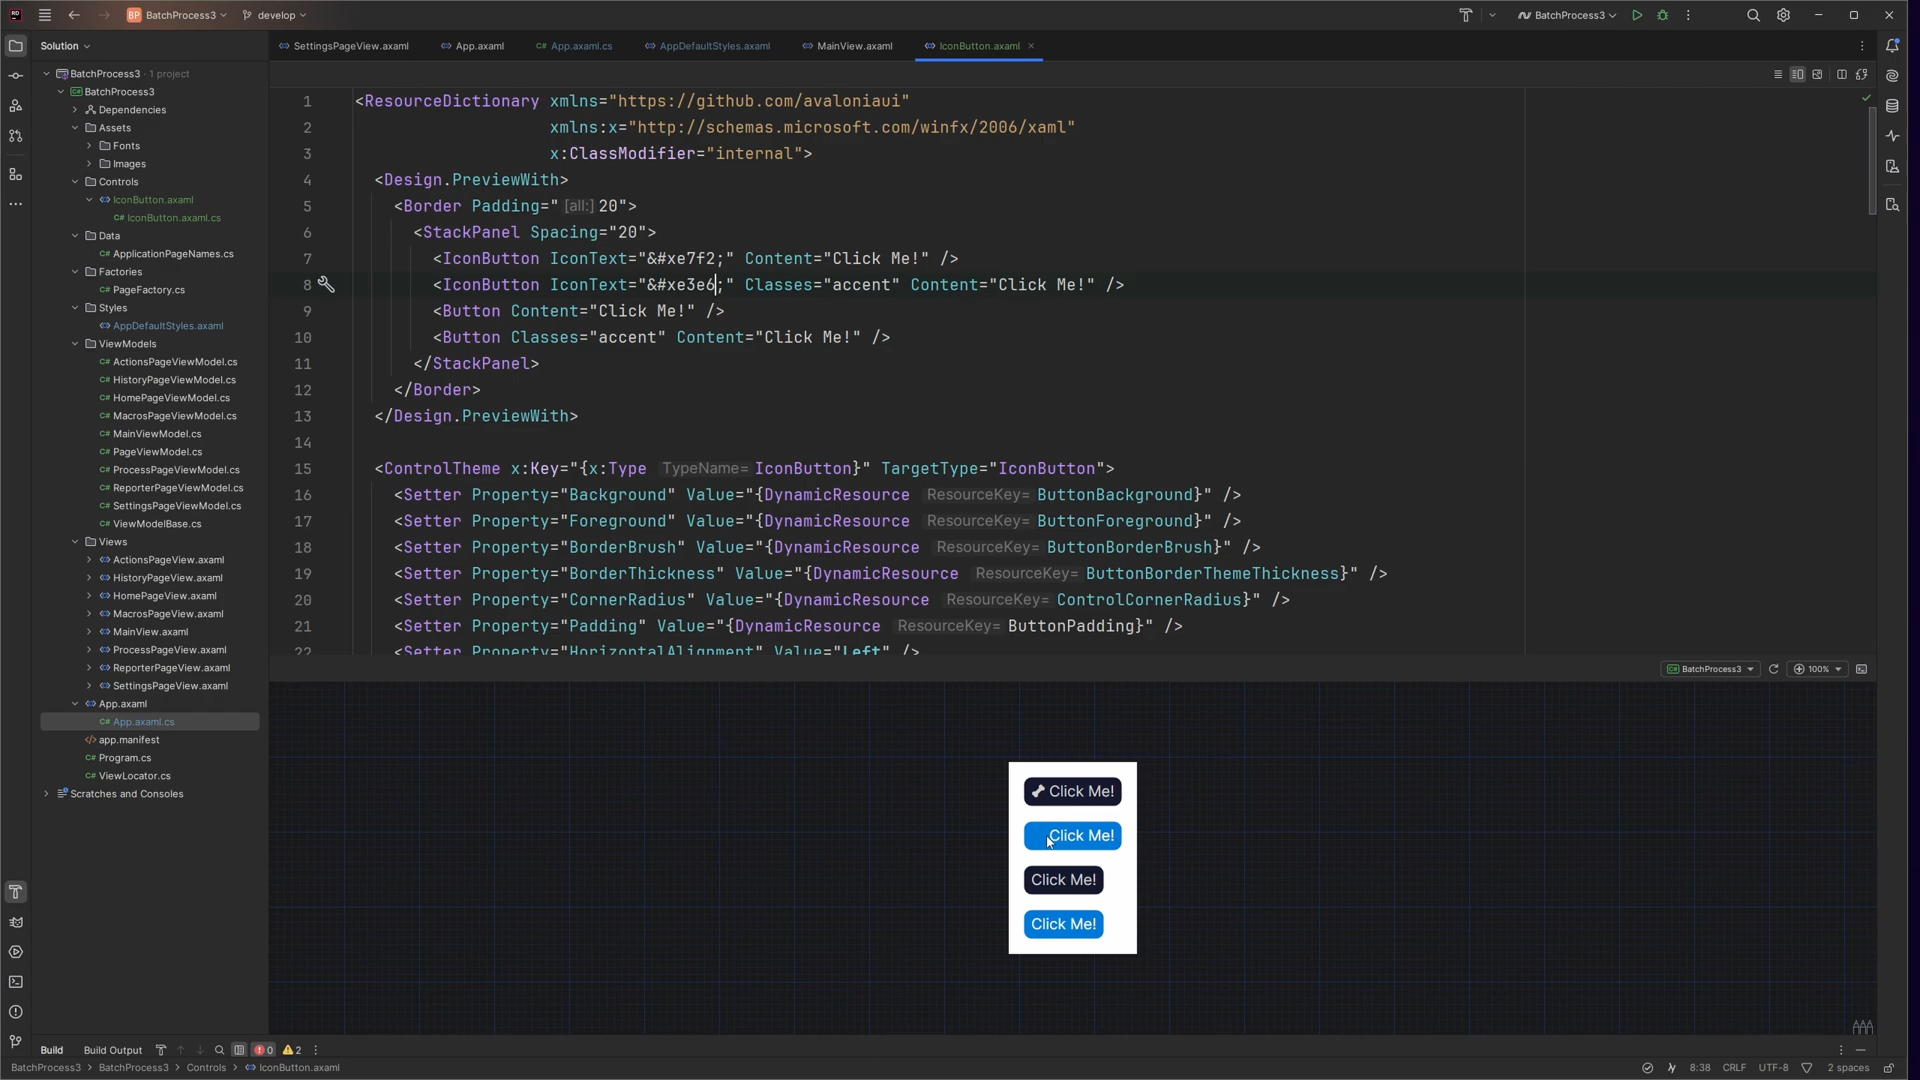 BP BatchProcess3 develop BatchProcess3
Solution SettingsPageView.axaml App.axaml App.axaml.cs AppDefaultStyles.axaml MainView.axaml IconButton.axaml
BatchProcess3 · 1 project
BatchProcess3
Dependencies
Assets
Fonts
Images
Controls
IconButton.axaml
C# IconButton.axaml.cs
Data
C# ApplicationPageNames.cs
Factories
C# PageFactory.cs
Styles
AppDefaultStyles.axaml
ViewModels
C# ActionsPageViewModel.cs
C# HistoryPageViewModel.cs
C# HomePageViewModel.cs
C# MacrosPageViewModel.cs
C# MainViewModel.cs
C# PageViewModel.cs
C# ProcessPageViewModel.cs
C# ReporterPageViewModel.cs
C# SettingsPageViewModel.cs
C# ViewModelBase.cs
Views
ActionsPageView.axaml
HistoryPageView.axaml
HomePageView.axaml
MacrosPageView.axaml
MainView.axaml
ProcessPageView.axaml
ReporterPageView.axaml
SettingsPageView.axaml
App.axaml
C# App.axaml.cs
app.manifest
C# Program.cs
C# ViewLocator.cs
Scratches and Consoles
1 <ResourceDictionary xmlns="https://github.com/avaloniaui"
2 xmlns:x="http://schemas.microsoft.com/winfx/2006/xaml"
3 x:ClassModifier="internal">
4 <Design.PreviewWith>
5 <Border Padding=" [all:] 20">
6 <StackPanel Spacing="20">
7 <IconButton IconText="&#xe7f2;" Content="Click Me!" />
8 <IconButton IconText="&#xe3e6;" Classes="accent" Content="Click Me!" />
9 <Button Content="Click Me!" />
10 <Button Classes="accent" Content="Click Me!" />
11 </StackPanel>
12 </Border>
13 </Design.PreviewWith>
14
15 <ControlTheme x:Key="{x:Type TypeName= IconButton}" TargetType="IconButton">
16 <Setter Property="Background" Value="{DynamicResource ResourceKey= ButtonBackground}" />
17 <Setter Property="Foreground" Value="{DynamicResource ResourceKey= ButtonForeground}" />
18 <Setter Property="BorderBrush" Value="{DynamicResource ResourceKey= ButtonBorderBrush}" />
19 <Setter Property="BorderThickness" Value="{DynamicResource ResourceKey= ButtonBorderThemeThickness}" />
20 <Setter Property="CornerRadius" Value="{DynamicResource ResourceKey= ControlCornerRadius}" />
21 <Setter Property="Padding" Value="{DynamicResource ResourceKey= ButtonPadding}" />
22 <Setter Property="HorizontalAlignment" Value="Left" />
C# BatchProcess3 100%
Click Me!
Click Me!
Click Me!
Click Me!
Build Build Output 0 2
BatchProcess3 > BatchProcess3 > Controls > IconButton.axaml 8:38 CRLF UTF-8 2 spaces